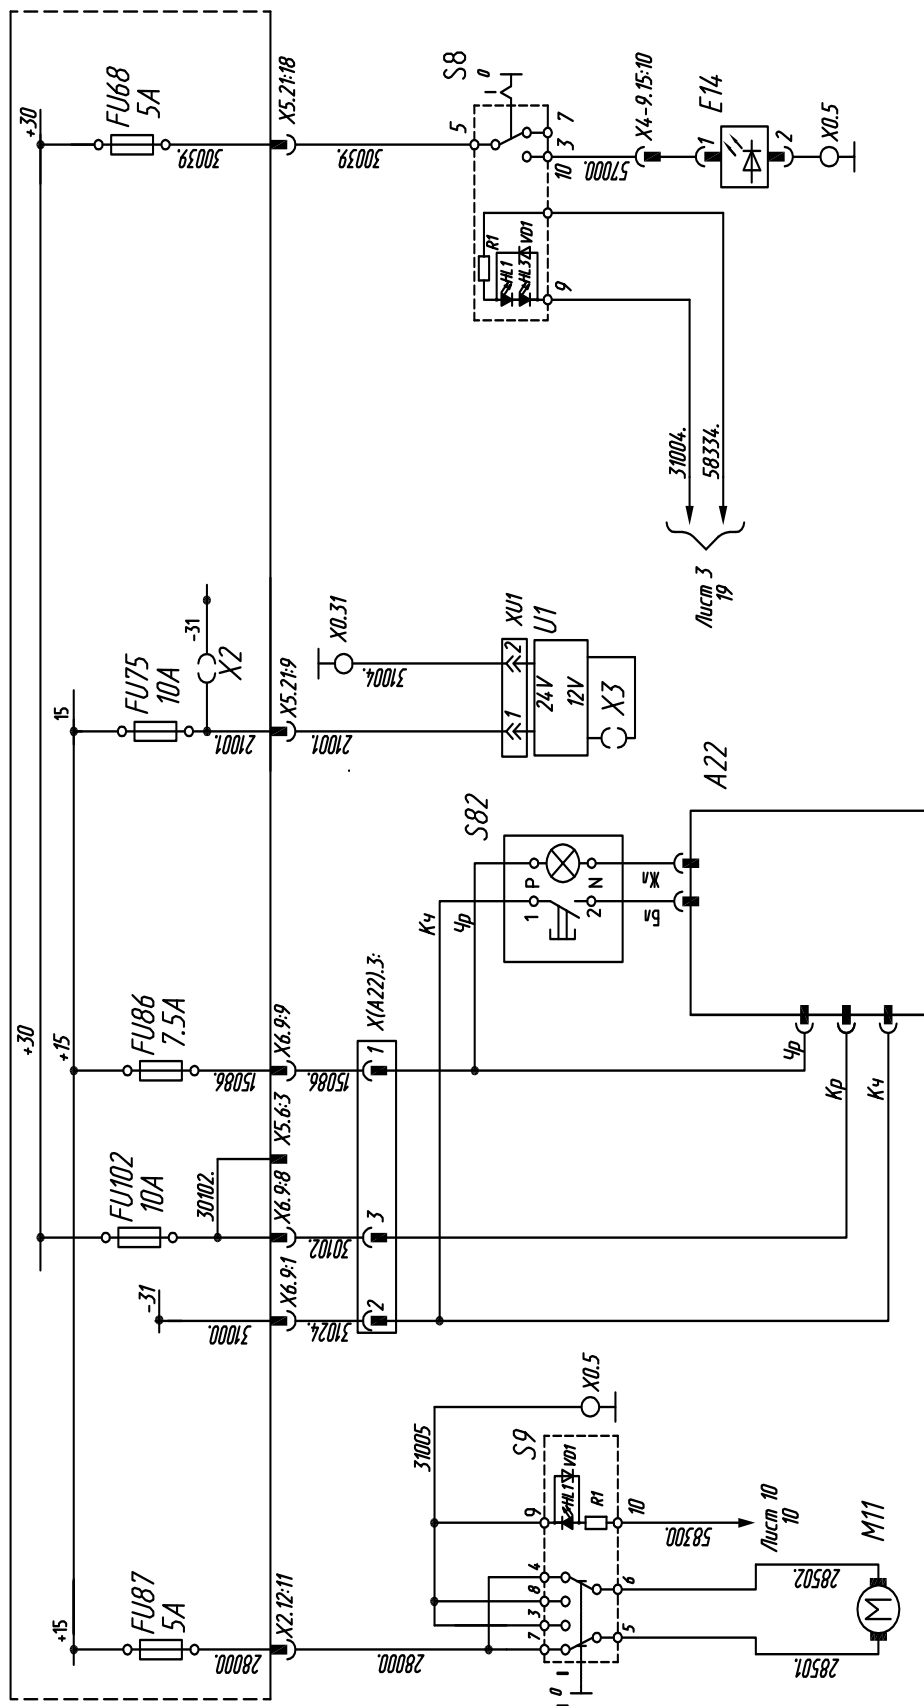 +30
FU68
5A
30039.
X5.21:18
30039.
S8
0
I
5
7
3
10
57000.
X4-9.15:10
1
E14
2
X0.5
R1
HL1
HL3
VD1
9
31004.
58334.
Лист 3
19
15
FU75
10A
-31
X2
21001.
X5.21:9
21001.
X0.31
31004.
XU1
U1
1
2
24V
12V
X3
+30
+15
FU86
7.5A
15086.
X6.9:9
15086.
X(A22).3:
1
Кч
Чр
S82
P
N
1
2
Жл
Бл
A22
Чр
Кр
Кч
FU102
10A
30102.
X5.6:3
X6.9:8
30102.
3
-31
31000.
X6.9:1
31024.
2
+15
FU87
5A
28000.
X2.12:11
28000.
31005
X0.5
S9
9
HL1
VD1
R1
10
58300.
Лист 10
10
4
8
3
7
6
5
0
I
28502.
28501.
M
M11